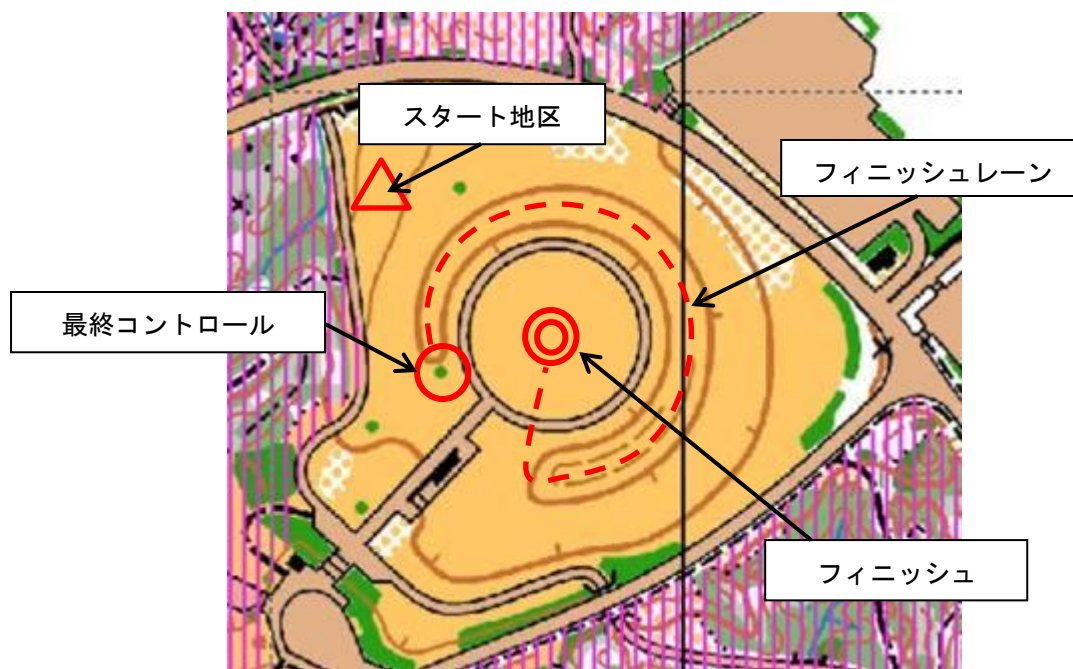 スタート地区
フィニッシュレーン
最終コントロール
フィニッシュ